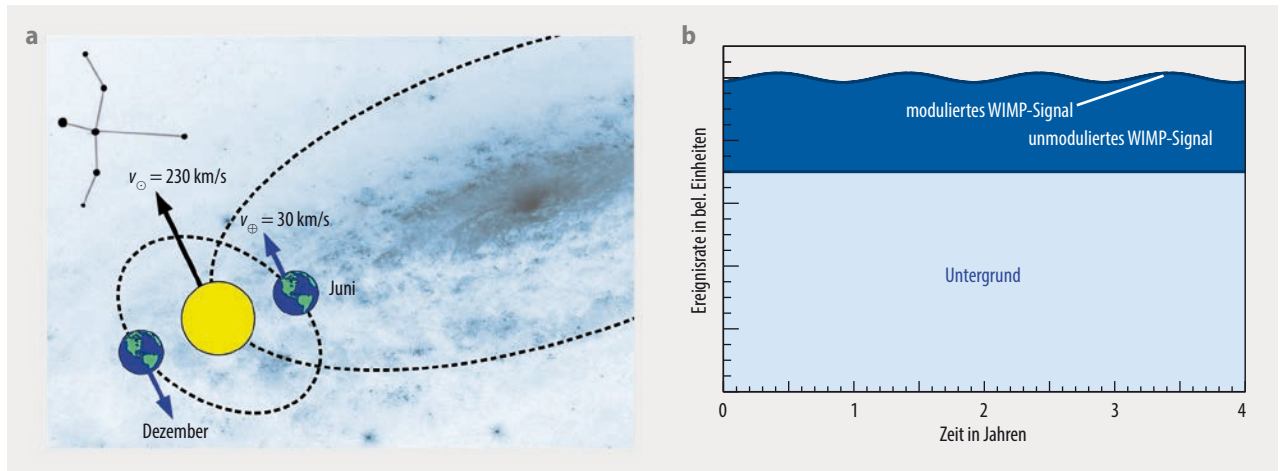 a
v☉ = 230 km/s
v⊕ = 30 km/s
Juni
Dezember
b
Ereignisrate in bel. Einheiten
moduliertes WIMP-Signal
unmoduliertes WIMP-Signal
Untergrund
0 1 2 3 4
Zeit in Jahren